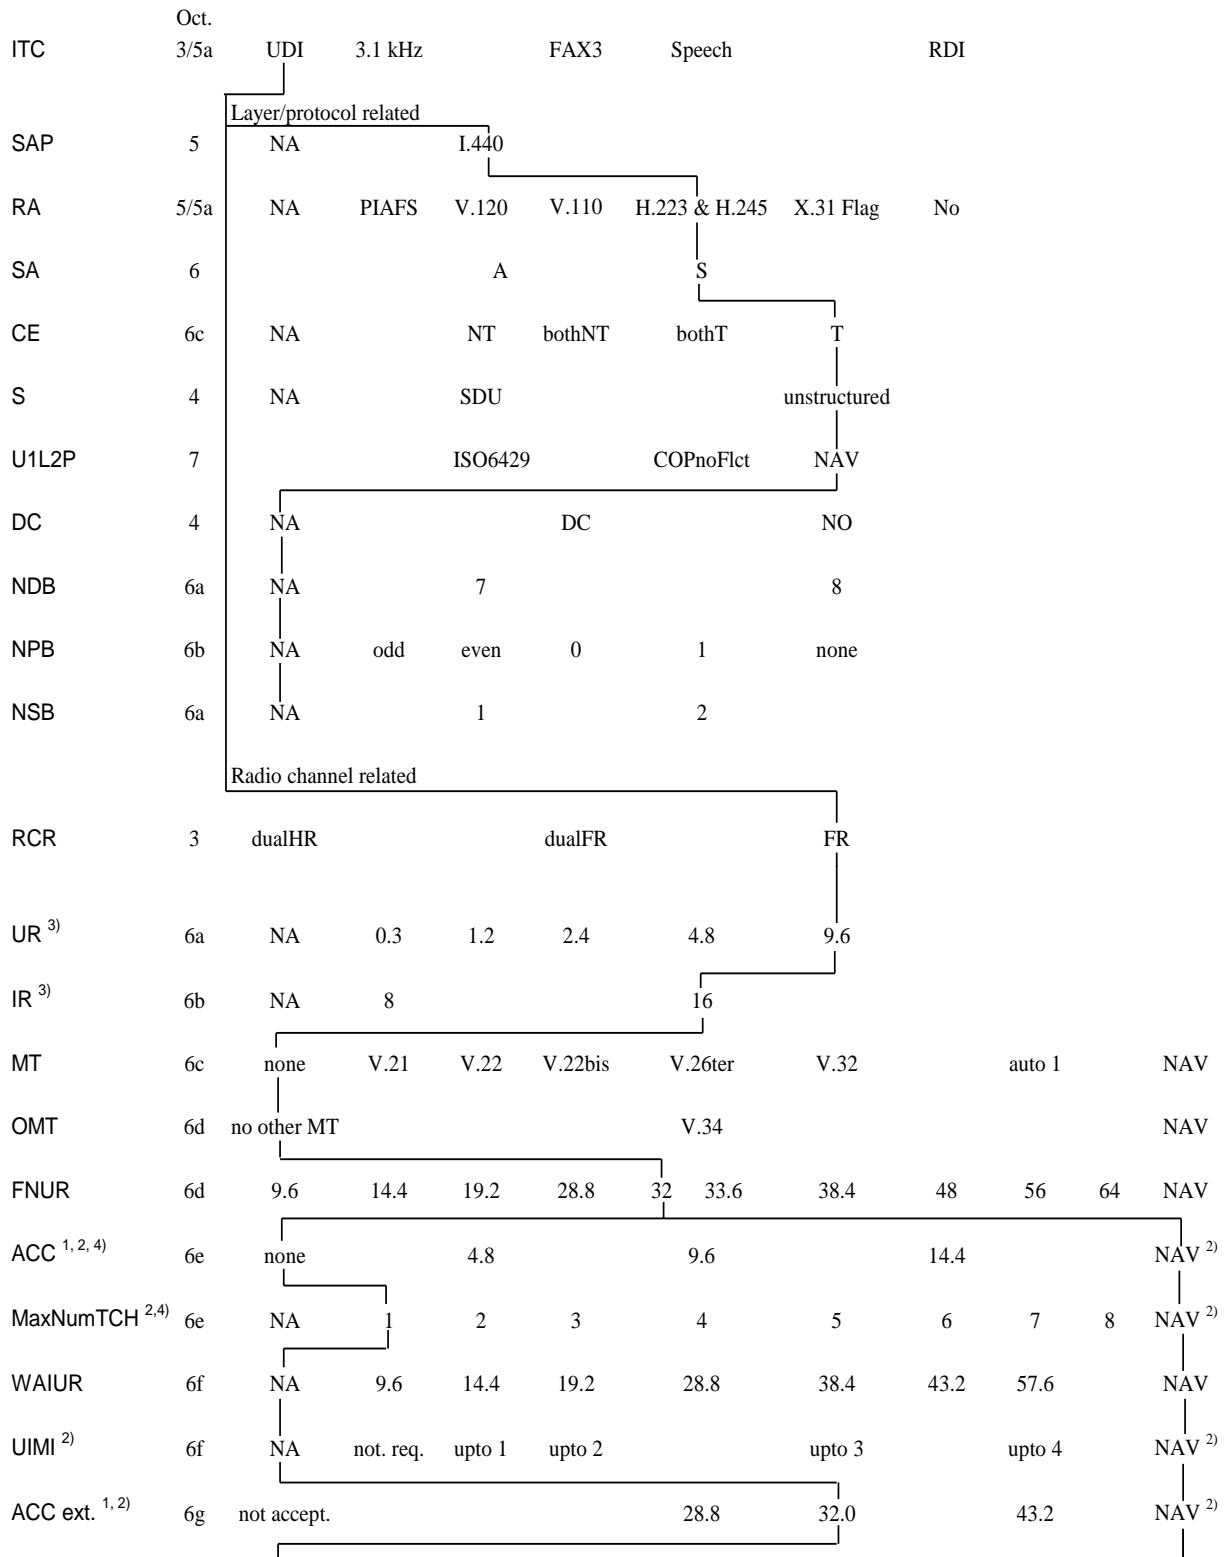 Oct.
ITC 3/5a UDI 3.1 kHz FAX3 Speech RDI
Layer/protocol related
SAP 5 NA I.440
RA 5/5a NA PIAFS V.120 V.110 H.223 & H.245 X.31 Flag No
SA 6 A S
CE 6c NA NT bothNT bothT T
S 4 NA SDU unstructured
U1L2P 7 ISO6429 COPnoFlct NAV
DC 4 NA DC NO
NDB 6a NA 7 8
NPB 6b NA odd even 0 1 none
NSB 6a NA 1 2
Radio channel related
RCR 3 dualHR dualFR FR
UR 3) 6a NA 0.3 1.2 2.4 4.8 9.6
IR 3) 6b NA 8 16
MT 6c none V.21 V.22 V.22bis V.26ter V.32 auto 1 NAV
OMT 6d no other MT V.34 NAV
FNUR 6d 9.6 14.4 19.2 28.8 32 33.6 38.4 48 56 64 NAV
ACC 1, 2, 4) 6e none 4.8 9.6 14.4 NAV 2)
MaxNumTCH 2,4) 6e NA 1 2 3 4 5 6 7 8 NAV 2)
WAIUR 6f NA 9.6 14.4 19.2 28.8 38.4 43.2 57.6 NAV
UIMI 2) 6f NA not. req. upto 1 upto 2 upto 3 upto 4 NAV 2)
ACC ext. 1, 2) 6g not accept. 28.8 32.0 43.2 NAV 2)